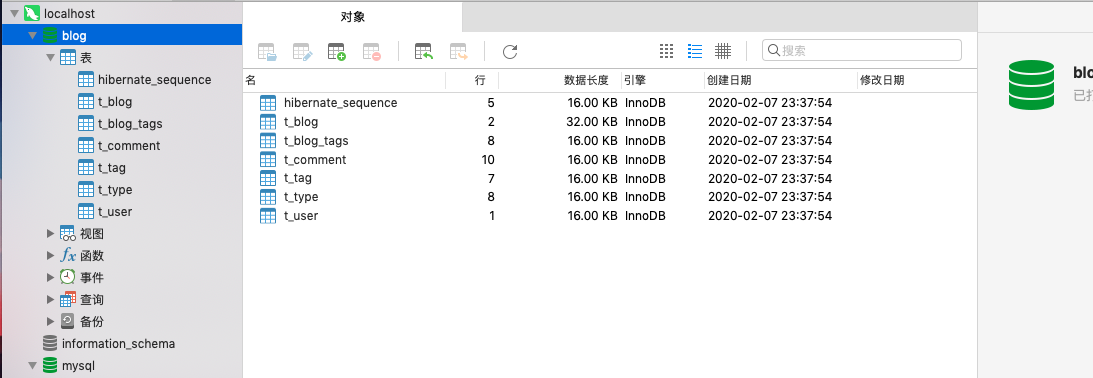 localhost
blog
表
hibernate_sequence
t_blog
t_blog_tags
t_comment
t_tag
t_type
t_user
视图
fx 函数
事件
查询
备份
information_schema
mysql
对象
搜索
名 行 数据长度 引擎 创建日期 修改日期
hibernate_sequence 5 16.00 KB InnoDB 2020-02-07 23:37:54
t_blog 2 32.00 KB InnoDB 2020-02-07 23:37:54
t_blog_tags 8 16.00 KB InnoDB 2020-02-07 23:37:54
t_comment 10 16.00 KB InnoDB 2020-02-07 23:37:54
t_tag 7 16.00 KB InnoDB 2020-02-07 23:37:54
t_type 8 16.00 KB InnoDB 2020-02-07 23:37:54
t_user 1 16.00 KB InnoDB 2020-02-07 23:37:54
blo
已